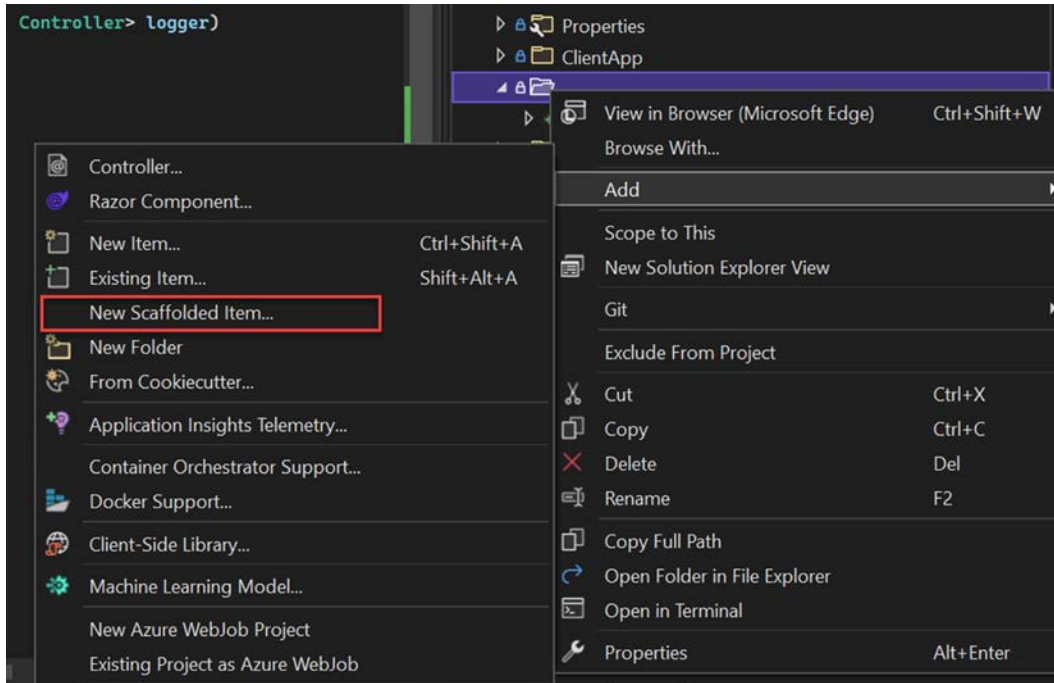 Controller> logger)
Properties
ClientApp
View in Browser (Microsoft Edge) Ctrl+Shift+W
Browse With...
Add
Scope to This
New Solution Explorer View
Git
Exclude From Project
Cut Ctrl+X
Copy Ctrl+C
Delete Del
Rename F2
Copy Full Path
Open Folder in File Explorer
Open in Terminal
Properties Alt+Enter
Controller...
Razor Component...
New Item... Ctrl+Shift+A
Existing Item... Shift+Alt+A
New Scaffolded Item...
New Folder
From Cookiecutter...
Application Insights Telemetry...
Container Orchestrator Support...
Docker Support...
Client-Side Library...
Machine Learning Model...
New Azure WebJob Project
Existing Project as Azure WebJob